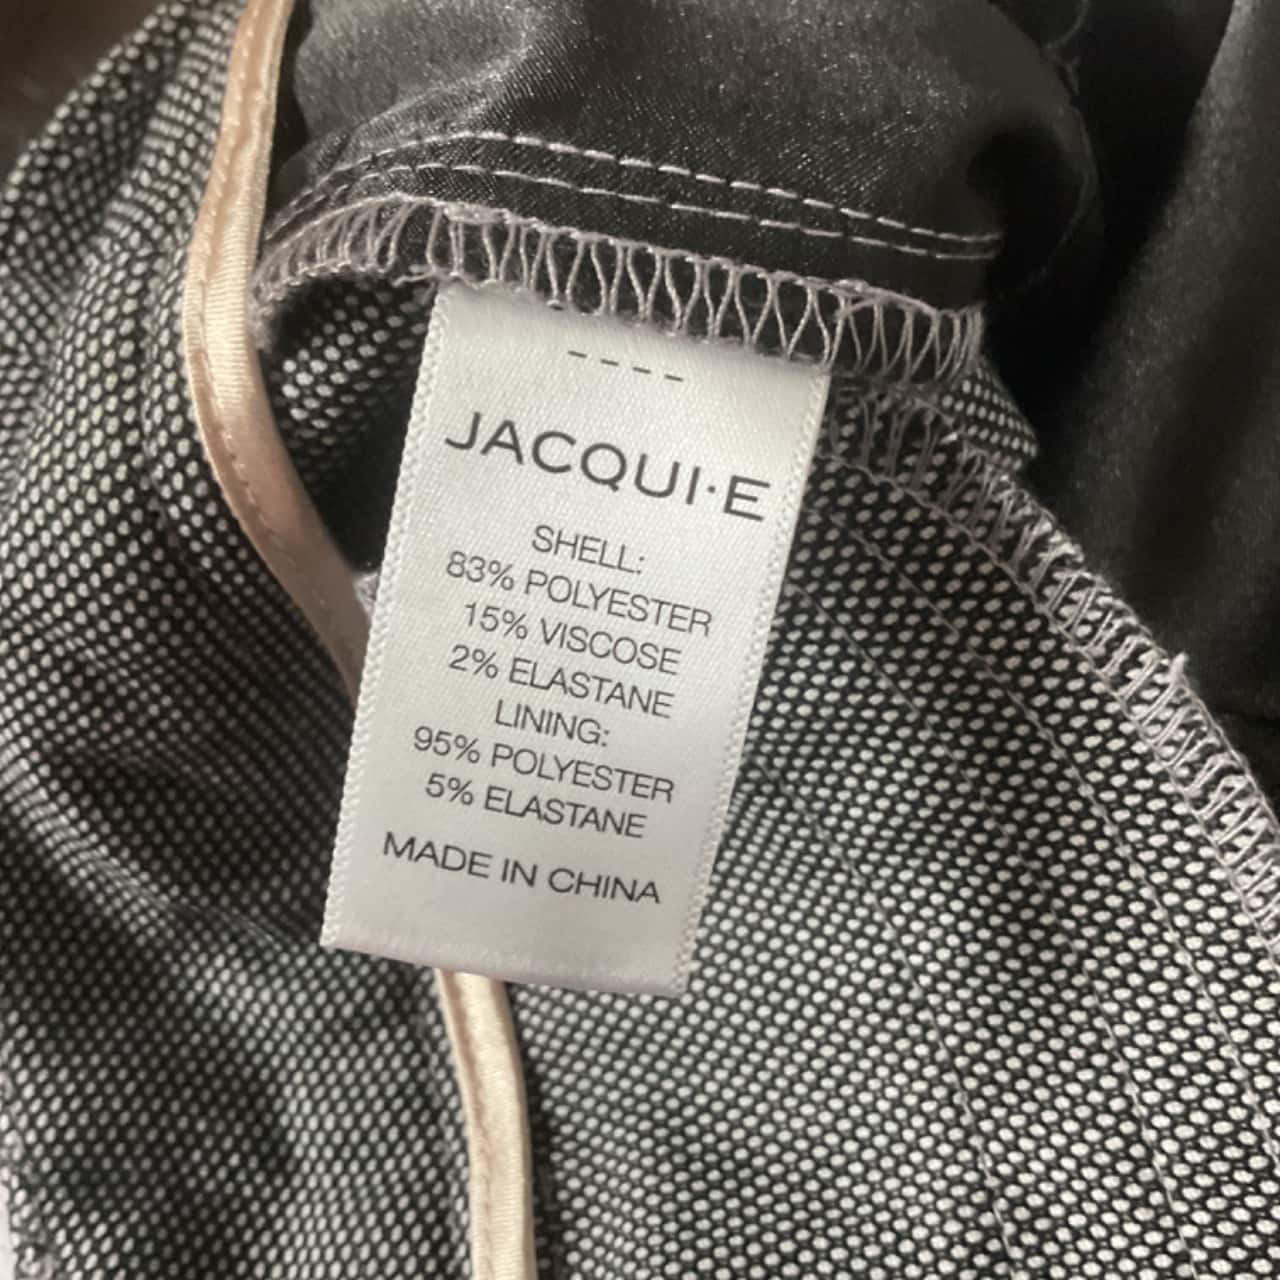 JACQUI·E
SHELL:
83% POLYESTER
15% VISCOSE
2% ELASTANE
LINING:
95% POLYESTER
5% ELASTANE
MADE IN CHINA